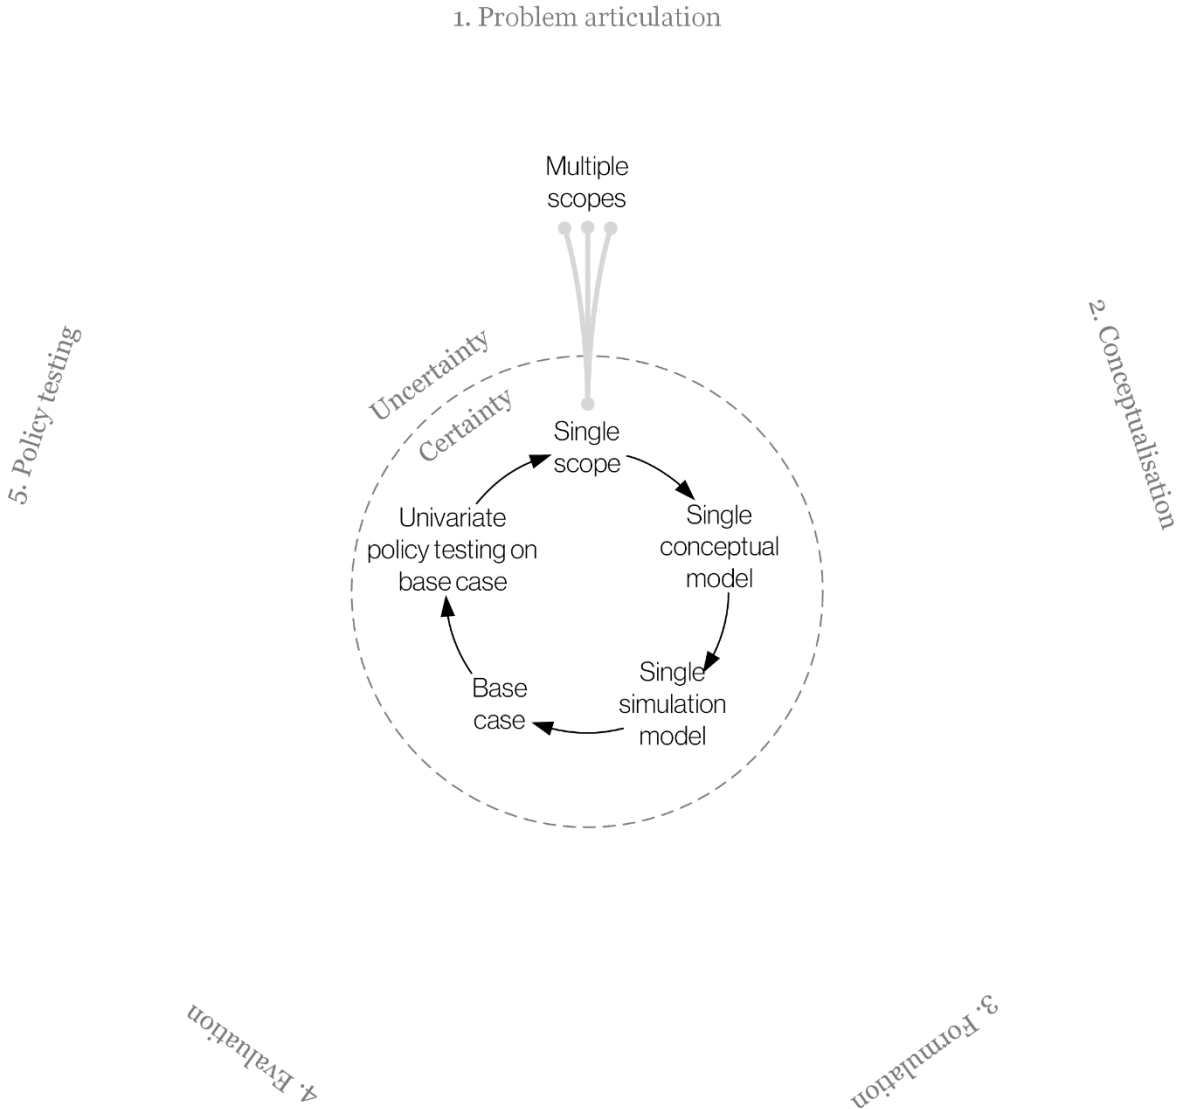 1. Problem articulation
Multiple
scopes
Uncertainty
Certainty
5. Policy testing
2. Conceptualisation
Single
scope
Univariate
policy testing on
base case
Single
conceptual
model
Single
simulation
model
Base
case
4. Evaluation
3. Formulation